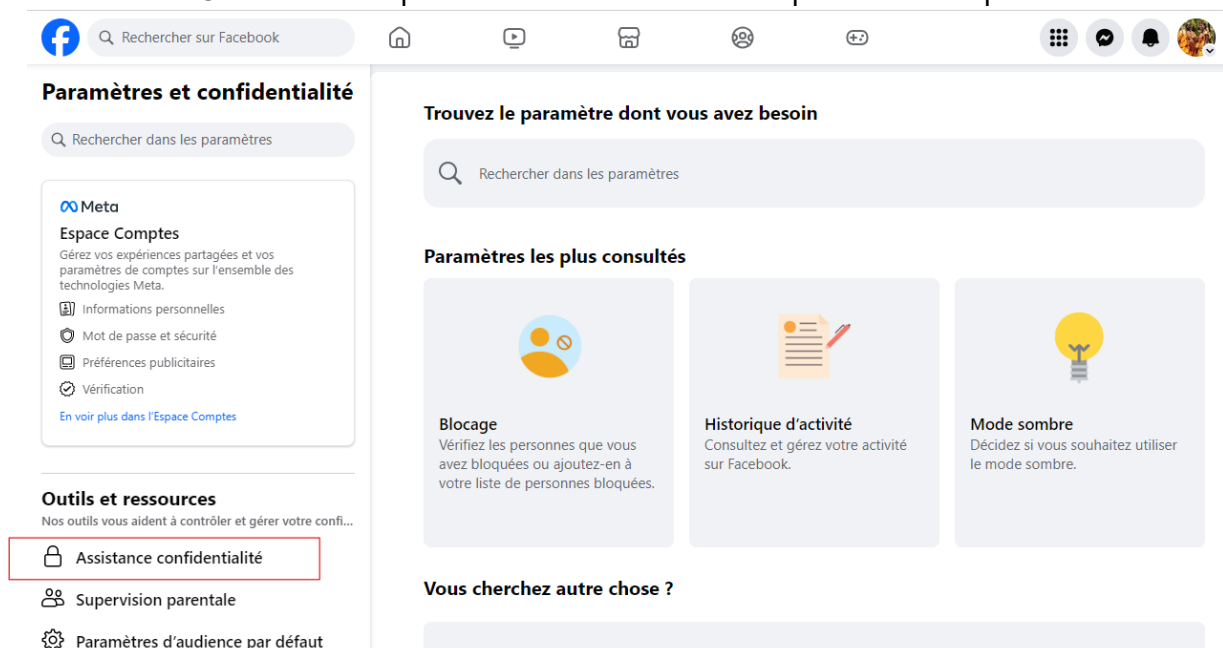 Rechercher sur Facebook
Paramètres et confidentialité
Rechercher dans les paramètres
Meta
Espace Comptes
Gérez vos expériences partagées et vos
paramètres de comptes sur l'ensemble des
technologies Meta.
Informations personnelles
Mot de passe et sécurité
Préférences publicitaires
Vérification
En voir plus dans l'Espace Comptes
Outils et ressources
Nos outils vous aident à contrôler et gérer votre confi...
Assistance confidentialité
Supervision parentale
Paramètres d'audience par défaut
Trouvez le paramètre dont vous avez besoin
Rechercher dans les paramètres
Paramètres les plus consultés
Blocage
Vérifiez les personnes que vous
avez bloquées ou ajoutez-en à
votre liste de personnes bloquées.
Historique d'activité
Consultez et gérez votre activité
sur Facebook.
Mode sombre
Décidez si vous souhaitez utiliser
le mode sombre.
Vous cherchez autre chose ?